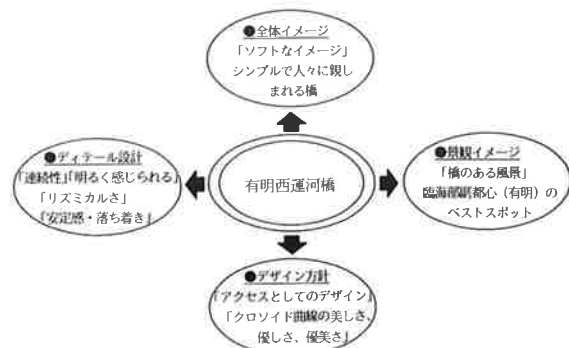 ●全体イメージ
「ソフトなイメージ」
シンプルで人々に親し
まれる橋
●ディテール設計
「連続性」「明るく感じられる」
「リズミカルさ」
「安定感・落ち着き」
有明西運河橋
●景観イメージ
「橋のある風景」
臨海部副都心(有明)の
ベストスポット
●デザイン方針
「アクセスとしてのデザイン」
「クロソイド曲線の美しさ、
優しさ、優美さ」